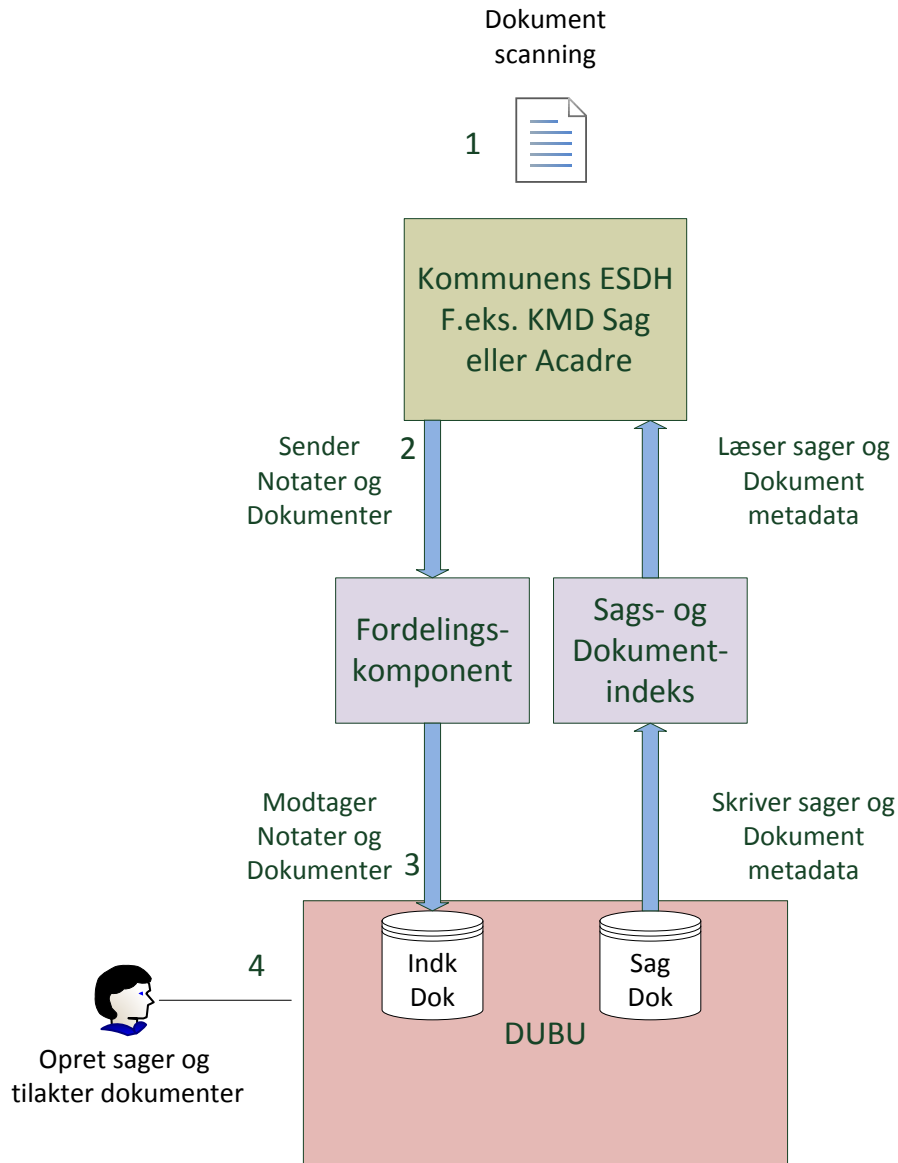 Dokument
scanning
1
Kommunens ESDH
F.eks. KMD Sag
eller Acadre
Sender
Notater og
Dokumenter
2
Læser sager og
Dokument
metadata
Fordelings-
komponent
Sags- og
Dokument-
indeks
Modtager
Notater og
Dokumenter
3
Skriver sager og
Dokument
metadata
4
Indk
Dok
Sag
Dok
DUBU
Opret sager og
tilakter dokumenter